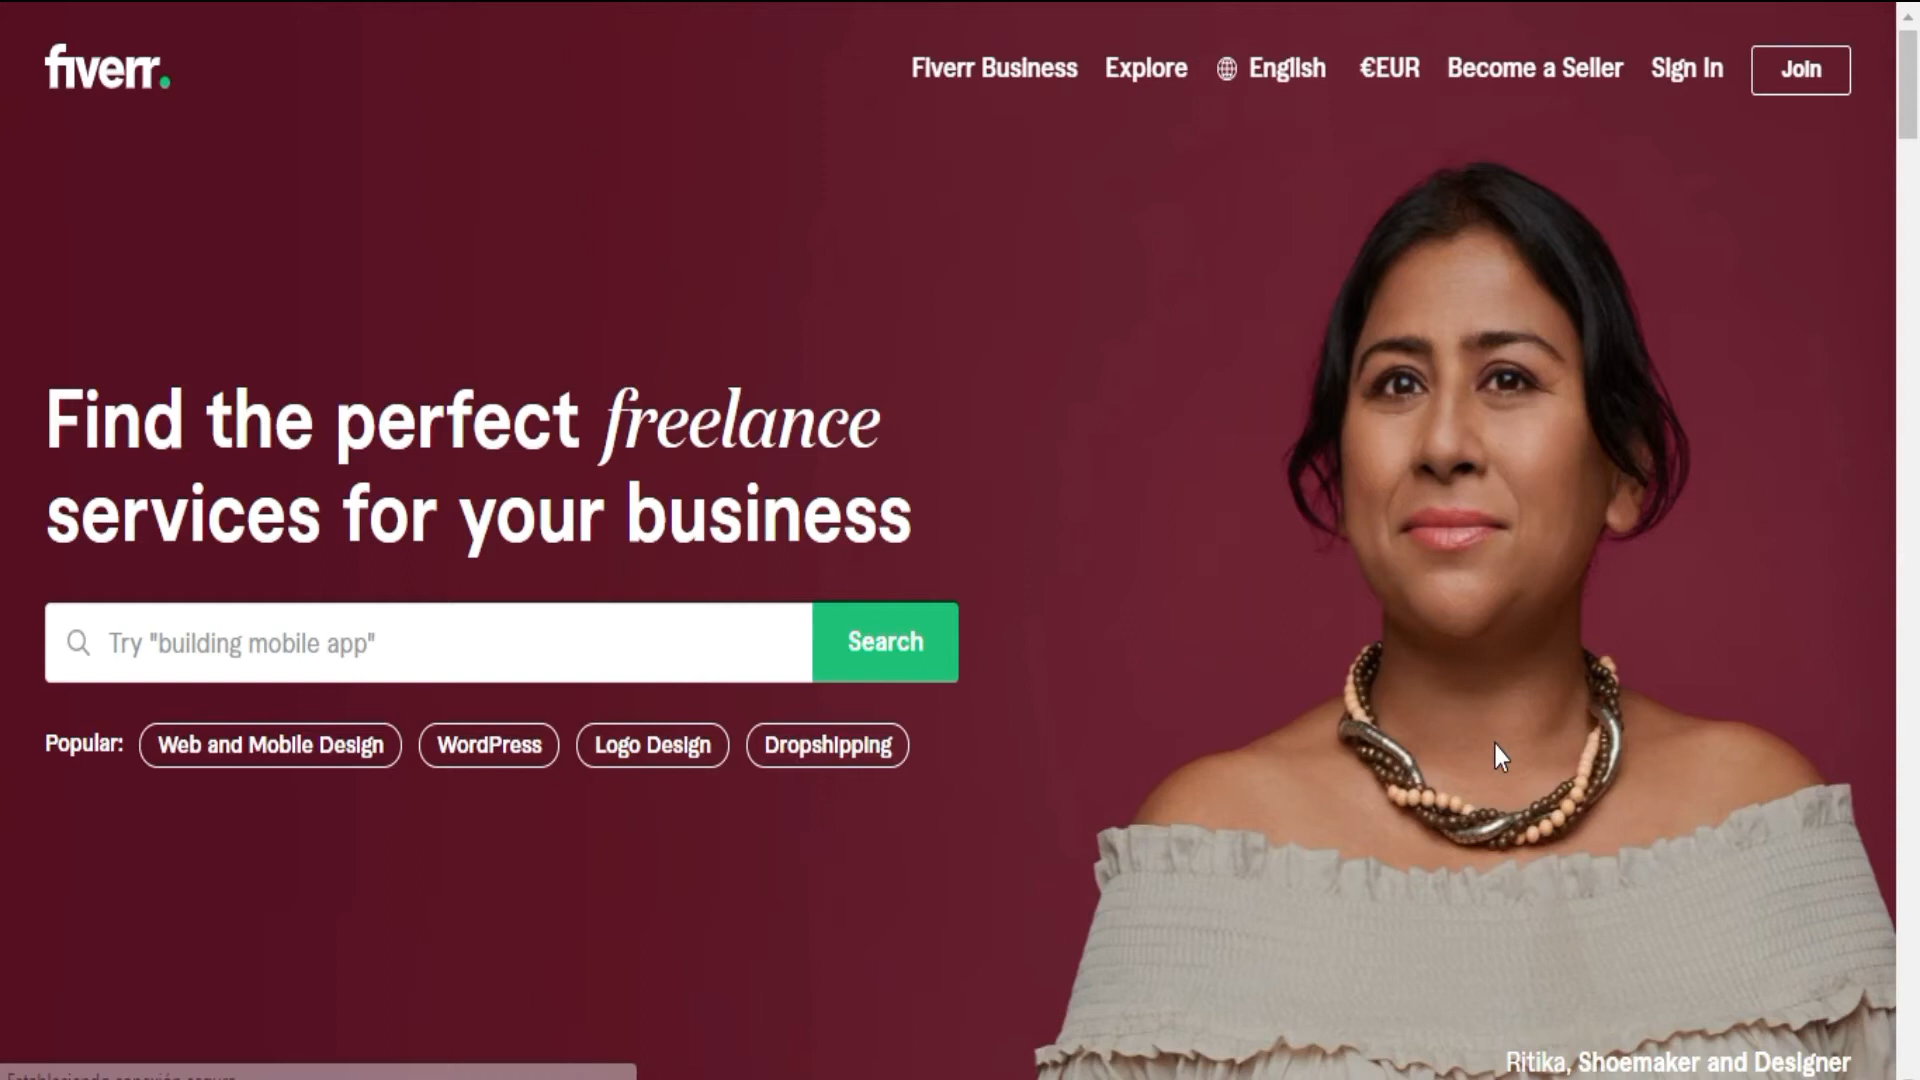 fiverr.
Fiverr Business Explore English €EUR Become a Seller Sign In Join
Find the perfect freelance
services for your business
Try "building mobile app"
Search
Popular: Web and Mobile Design WordPress Logo Design Dropshipping
Ritika, Shoemaker and Designer